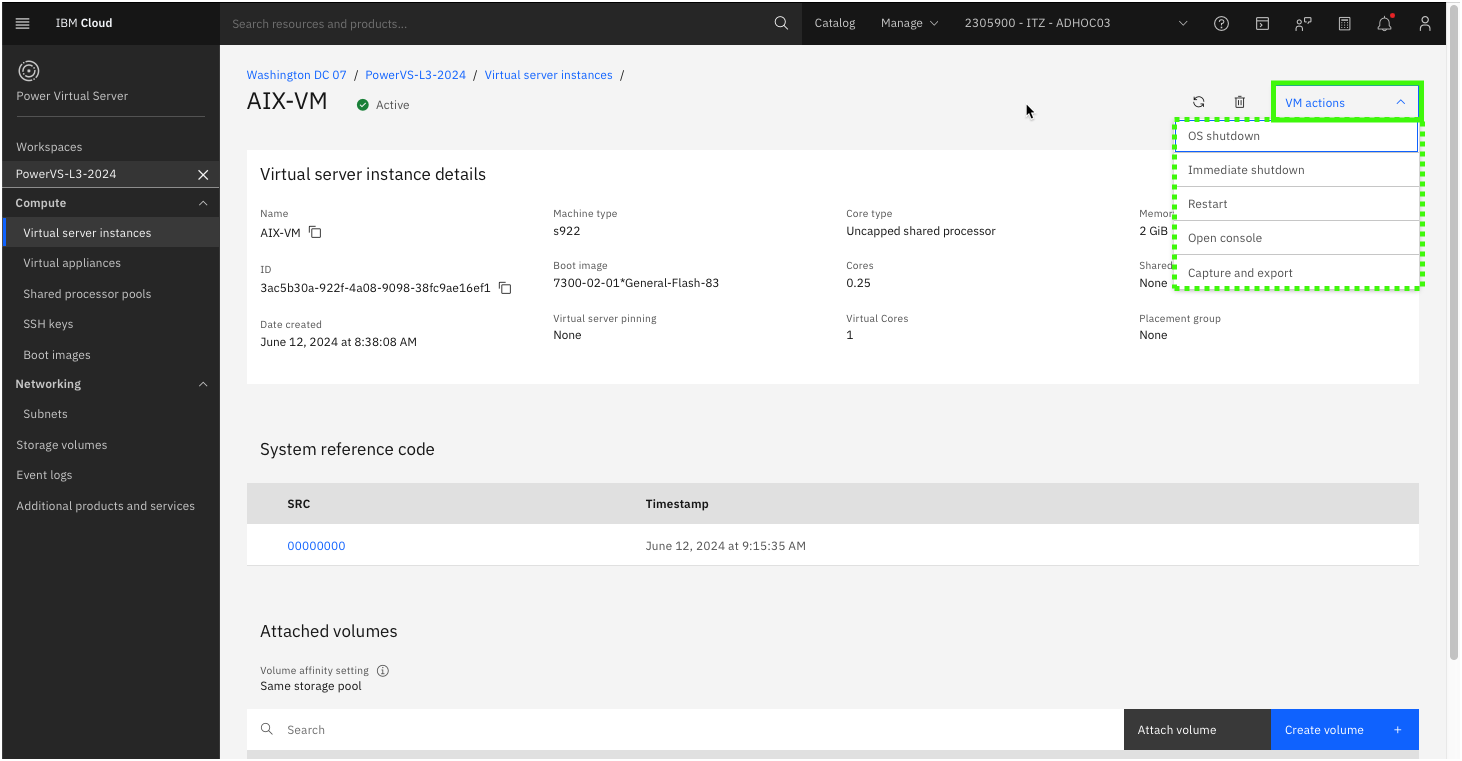 IBM Cloud
Search resources and products...
Catalog
Manage
2305900 - ITZ - ADHOC03
Power Virtual Server
Workspaces
PowerVS-L3-2024
Compute
Virtual server instances
Virtual appliances
Shared processor pools
SSH keys
Boot images
Networking
Subnets
Storage volumes
Event logs
Additional products and services
Washington DC 07 / PowerVS-L3-2024 / Virtual server instances /
AIX-VM
Active
VM actions
OS shutdown
Immediate shutdown
Restart
Open console
Capture and export
Virtual server instance details
Name
AIX-VM
ID
3ac5b30a-922f-4a08-9098-38fc9ae16ef1
Date created
June 12, 2024 at 8:38:08 AM
Machine type
s922
Boot image
7300-02-01*General-Flash-83
Virtual server pinning
None
Core type
Uncapped shared processor
Cores
0.25
Virtual Cores
1
2 GiB
Shared
None
Placement group
None
System reference code
SRC
Timestamp
00000000
June 12, 2024 at 9:15:35 AM
Attached volumes
Volume affinity setting
Same storage pool
Search
Attach volume
Create volume +